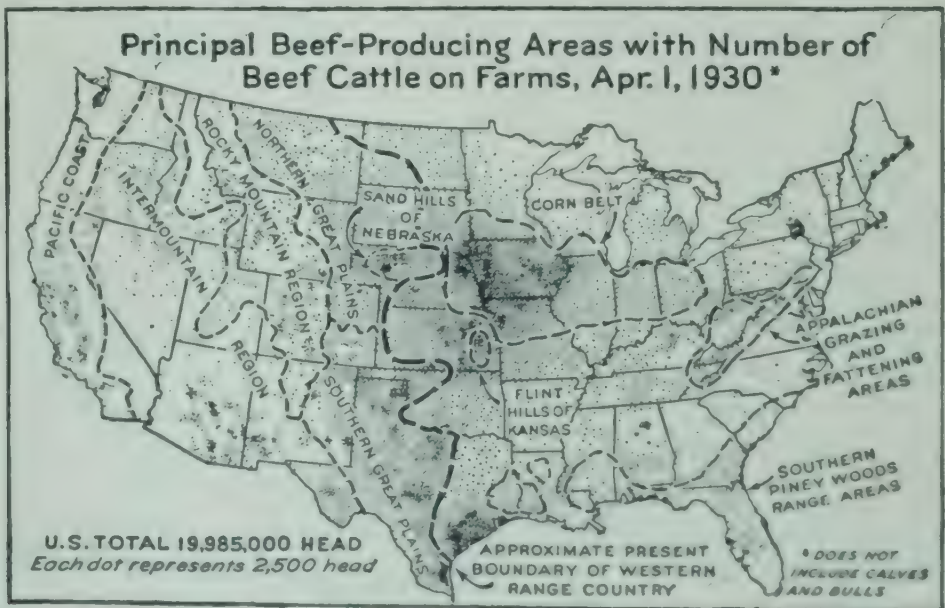 Principal Beef-Producing Areas with Number of
Beef Cattle on Farms, Apr. 1, 1930*
PACIFIC COAST
INTERMOUNTAIN
REGION
ROCKY MOUNTAIN REGION
NORTHERN GREAT PLAINS
SAND HILLS
OF
NEBRASKA
CORN BELT
SOUTHERN GREAT PLAINS
FLINT
HILLS OF
KANSAS
APPALACHIAN
GRAZING
AND
FATTENING
AREAS
SOUTHERN
PINEY WOODS
RANGE AREAS
U.S. TOTAL 19,985,000 HEAD
Each dot represents 2,500 head
APPROXIMATE PRESENT
BOUNDARY OF WESTERN
RANGE COUNTRY
* DOES NOT
INCLUDE CALVES
AND BULLS